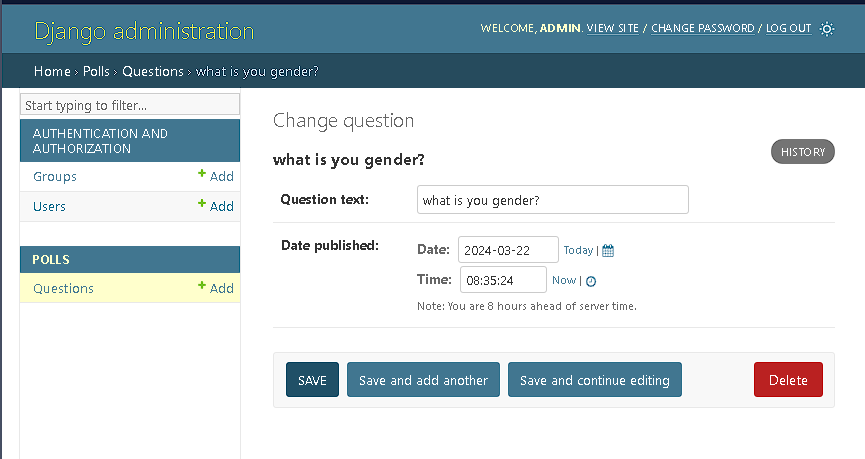 Django administration
WELCOME, ADMIN. VIEW SITE / CHANGE PASSWORD / LOG OUT
Home › Polls › Questions › what is you gender?
Start typing to filter...
AUTHENTICATION AND
AUTHORIZATION
Groups + Add
Users + Add
POLLS
Questions + Add
Change question
what is you gender?
HISTORY
Question text: what is you gender?
Date published: Date: 2024-03-22 Today |
Time: 08:35:24 Now |
Note: You are 8 hours ahead of server time.
SAVE Save and add another Save and continue editing Delete